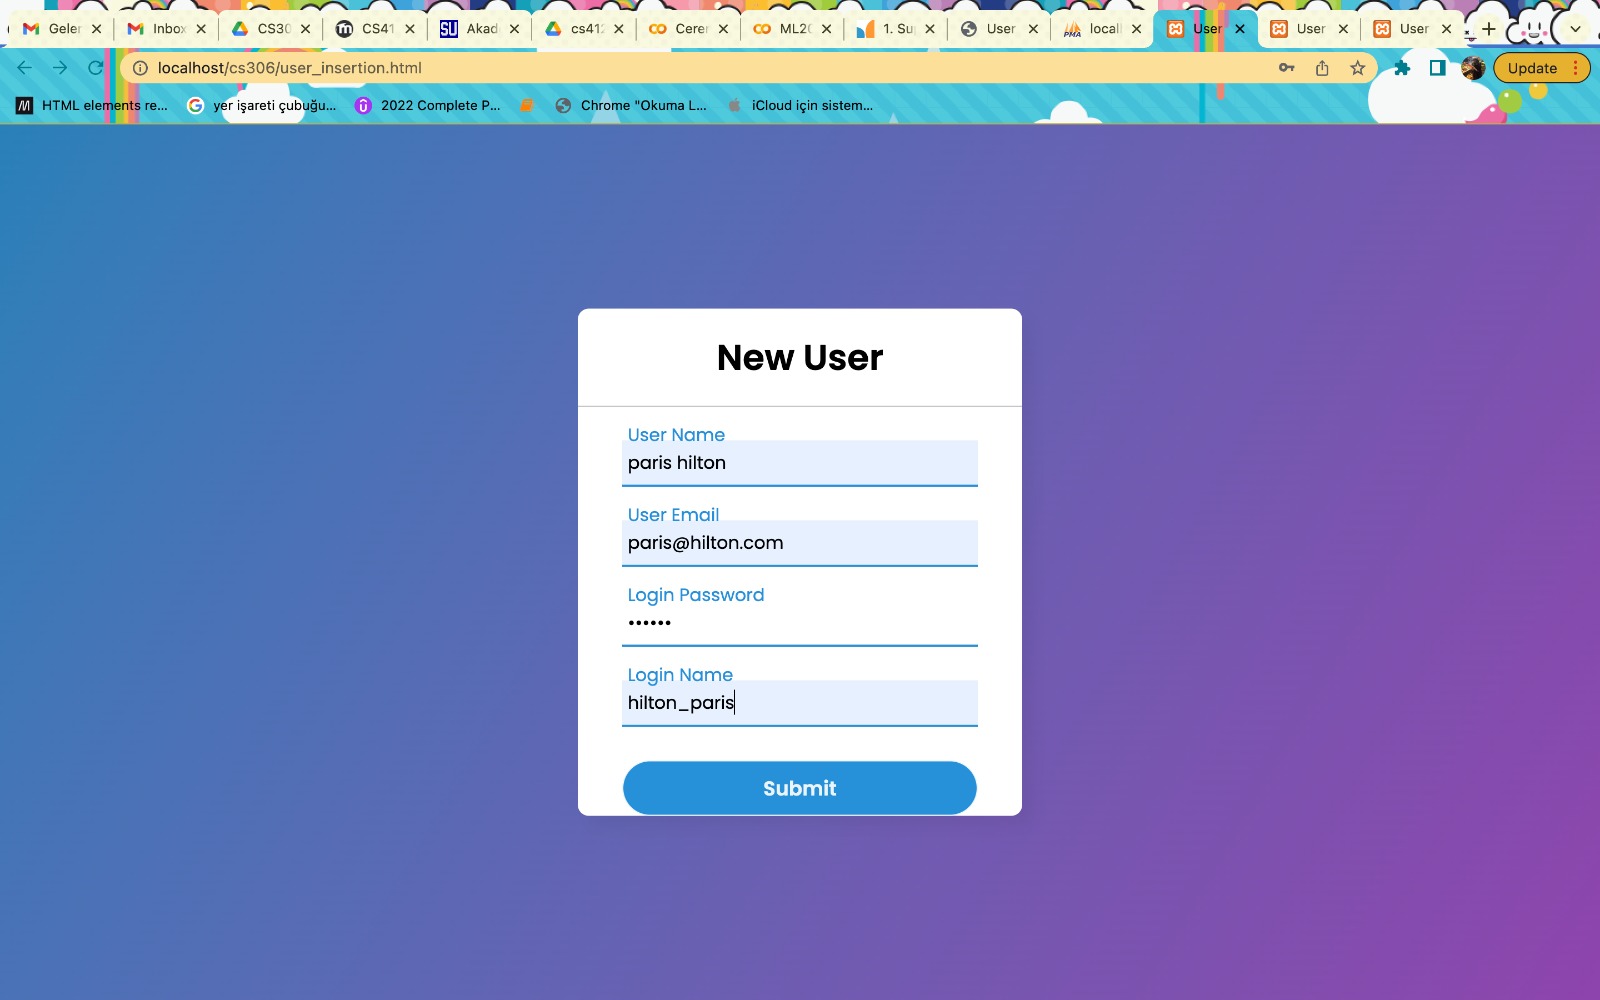 Geler Inbox CS30 CS41 Akad cs412 Cerer ML20 1. Su User locall User User User
localhost/cs306/user_insertion.html Update
HTML elements re... yer işareti çubuğu... 2022 Complete P... Chrome "Okuma L... iCloud için sistem...
New User
User Name
paris hilton
User Email
paris@hilton.com
Login Password
••••••
Login Name
hilton_paris
Submit